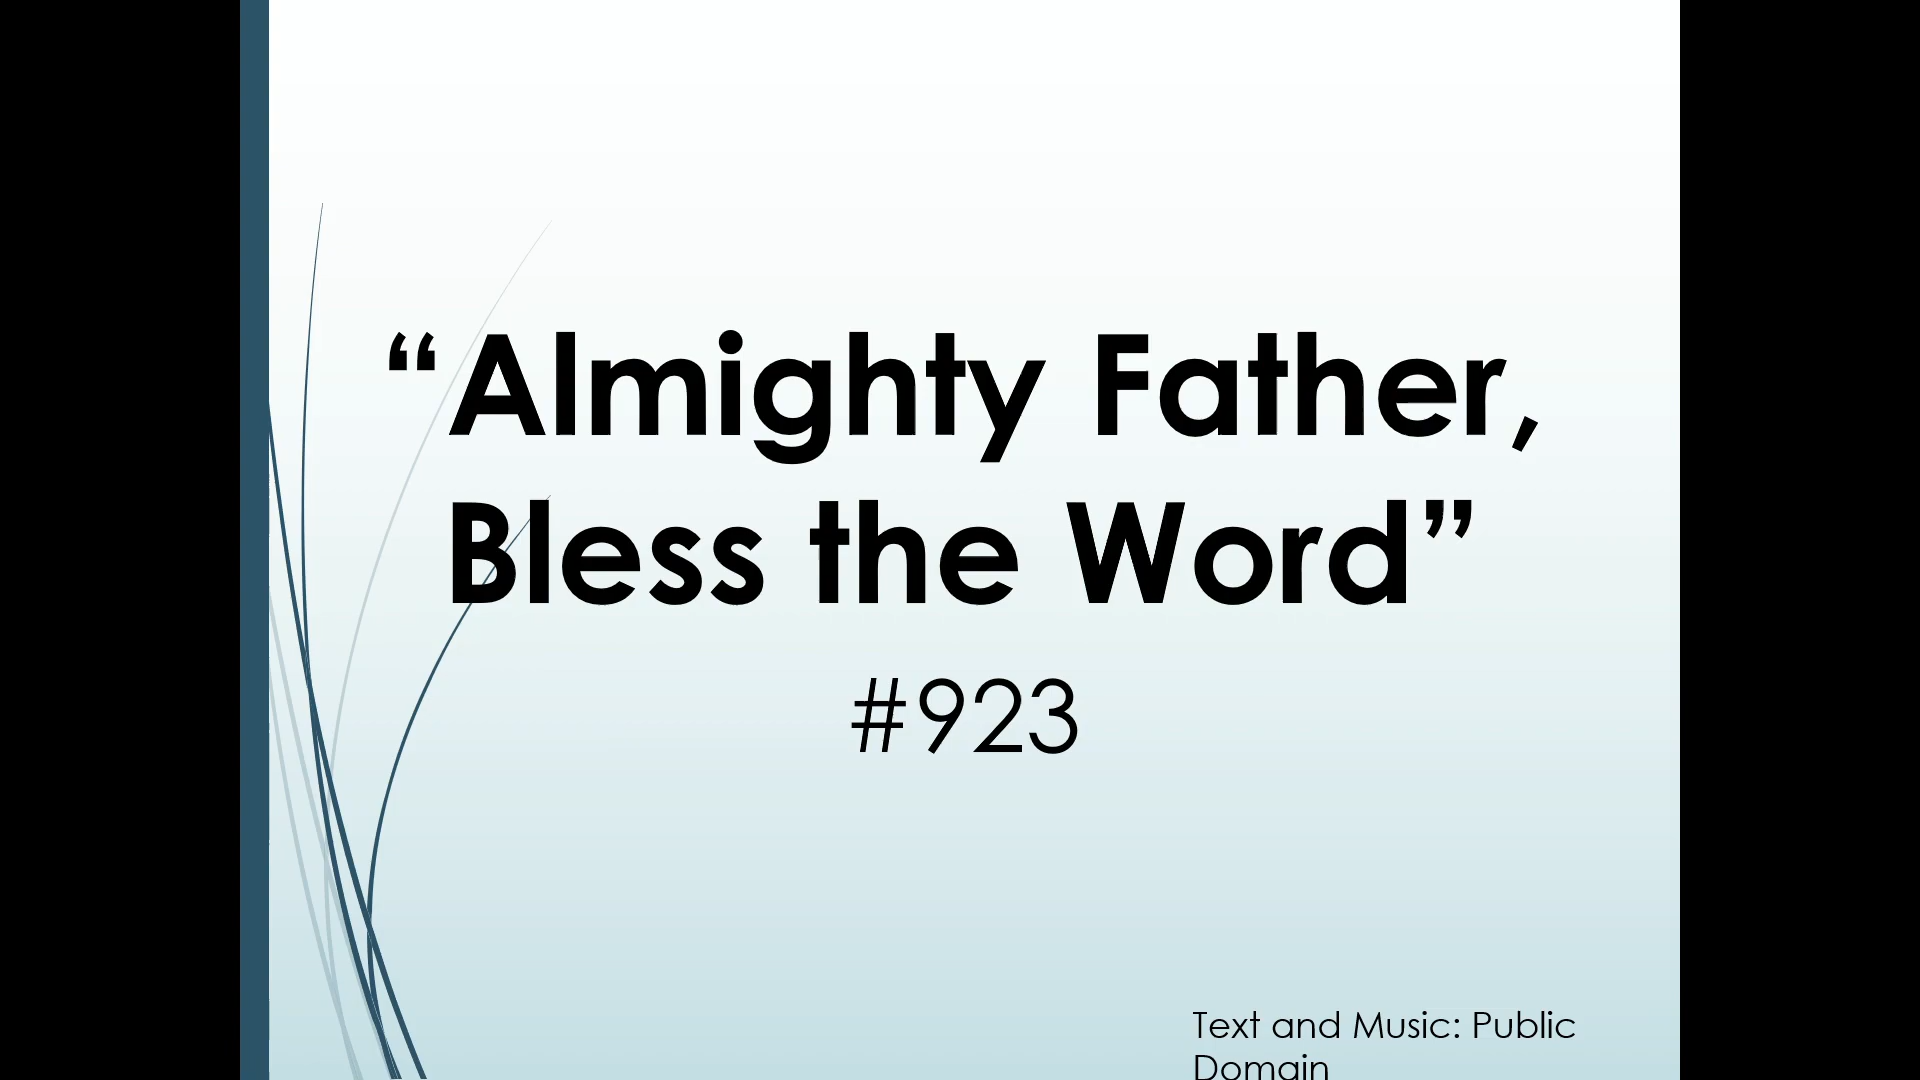 “Almighty Father,
Bless the Word”
#923
Text and Music: Public
Domain